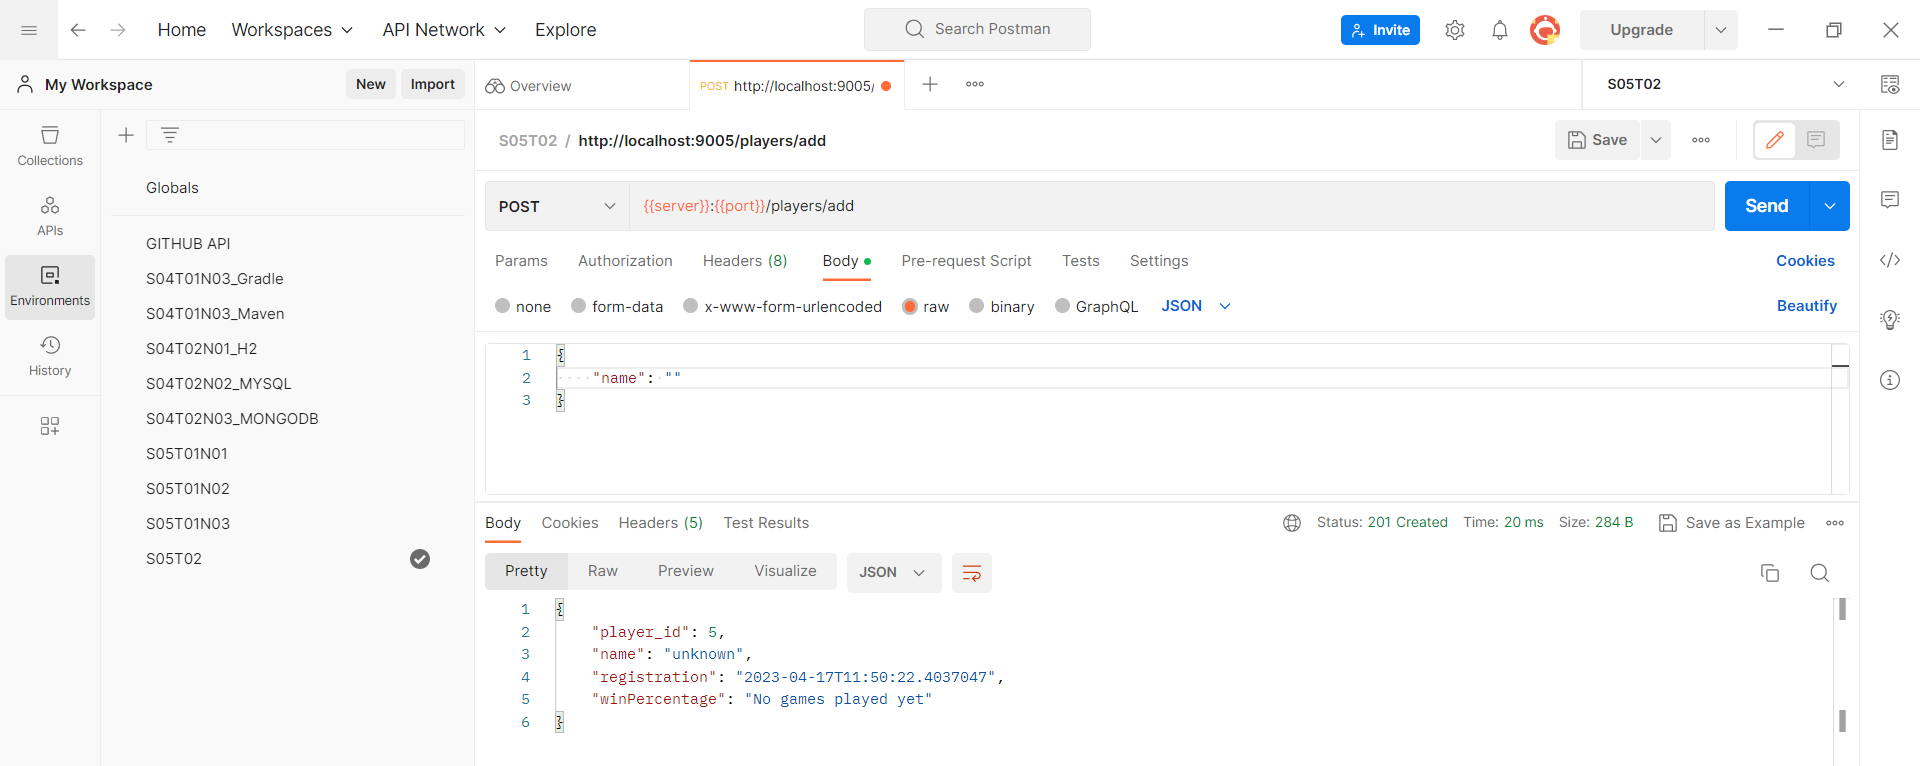 Home Workspaces API Network Explore Search Postman Invite Upgrade
My Workspace New Import Overview POST http://localhost:9005/ S05T02
Collections
APIs
Environments
History
Globals
GITHUB API
S04T01N03_Gradle
S04T01N03_Maven
S04T02N01_H2
S04T02N02_MYSQL
S04T02N03_MONGODB
S05T01N01
S05T01N02
S05T01N03
S05T02
S05T02 / http://localhost:9005/players/add Save
POST {{server}}:{{port}}/players/add Send
Params Authorization Headers (8) Body Pre-request Script Tests Settings Cookies
none form-data x-www-form-urlencoded raw binary GraphQL JSON Beautify
1 {
2 "name": ""
3 }
Body Cookies Headers (5) Test Results Status: 201 Created Time: 20 ms Size: 284 B Save as Example
Pretty Raw Preview Visualize JSON
1 {
2 "player_id": 5,
3 "name": "unknown",
4 "registration": "2023-04-17T11:50:22.4037047",
5 "winPercentage": "No games played yet"
6 }